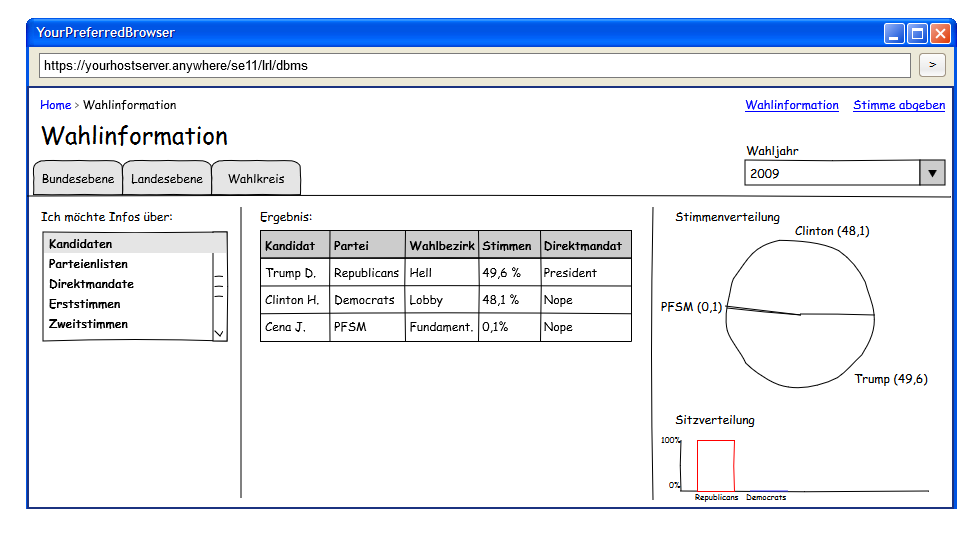 YourPreferredBrowser
https://yourhostserver.anywhere/se11/lrl/dbms
>
Home > Wahlinformation
Wahlinformation Stimme abgeben
Wahlinformation
Wahljahr
2009
Bundesebene Landesebene Wahlkreis
Ich möchte Infos über:
Kandidaten
Parteienlisten
Direktmandate
Erststimmen
Zweitstimmen
Ergebnis:
Kandidat Partei Wahlbezirk Stimmen Direktmandat
Trump D. Republicans Hell 49,6 % President
Clinton H. Democrats Lobby 48,1 % Nope
Cena J. PFSM Fundament. 0,1% Nope
Stimmenverteilung
Clinton (48,1)
PFSM (0,1)
Trump (49,6)
Sitzverteilung
100%
0%
Republicans Democrats